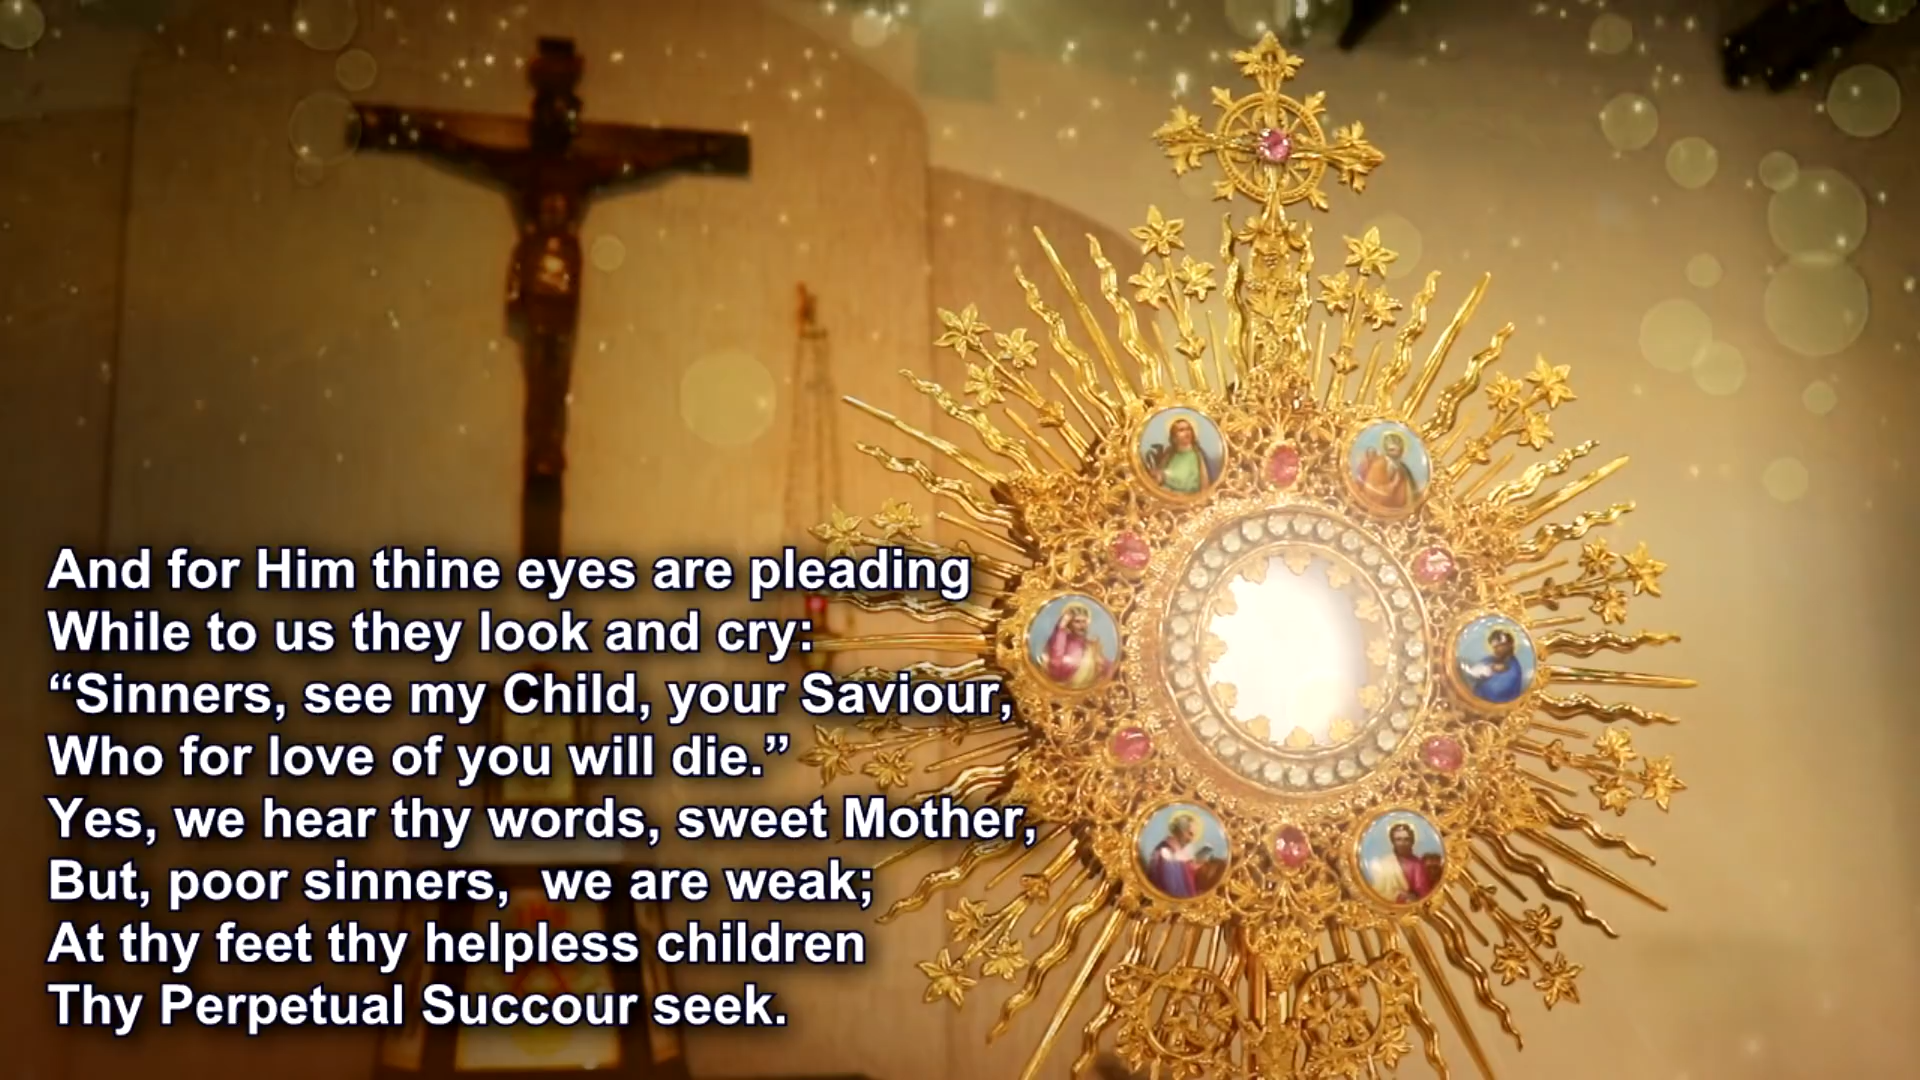 And for Him thine eyes are pleading
While to us they look and cry:
“Sinners, see my Child, your Saviour,
Who for love of you will die.”
Yes, we hear thy words, sweet Mother,
But, poor sinners,  we are weak;
At thy feet thy helpless children
Thy Perpetual Succour seek.